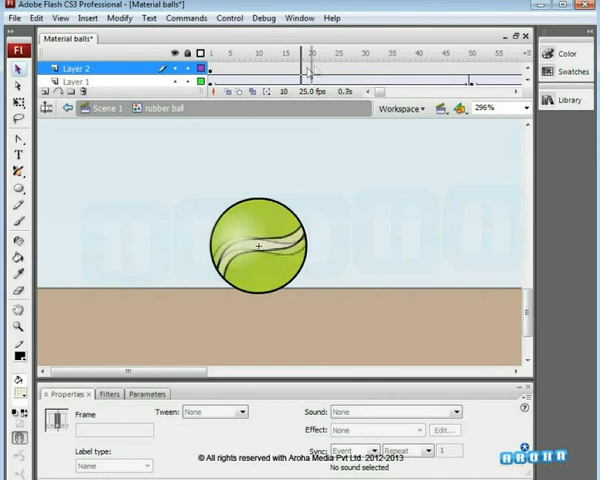 Adobe Flash CS3 Professional - [Material balls*]
File Edit View Insert Modify Text Commands Control Debug Window Help
Fl
Material balls*
1 5 10 15 20 25 30 35 40 45 50 55
Layer 2
Layer 1
18 25.0 fps 0.3s
Scene 1 rubber ball Workspace 296%
Color
Swatches
Library
Properties × Filters Parameters
Frame
Tween: None
Sound: None
Effect: None Edit...
Label type:
Name
Sync: Event Repeat 1
No sound selected
© All rights reserved with Aroha Media Pvt Ltd. 2012-2013
AROHA